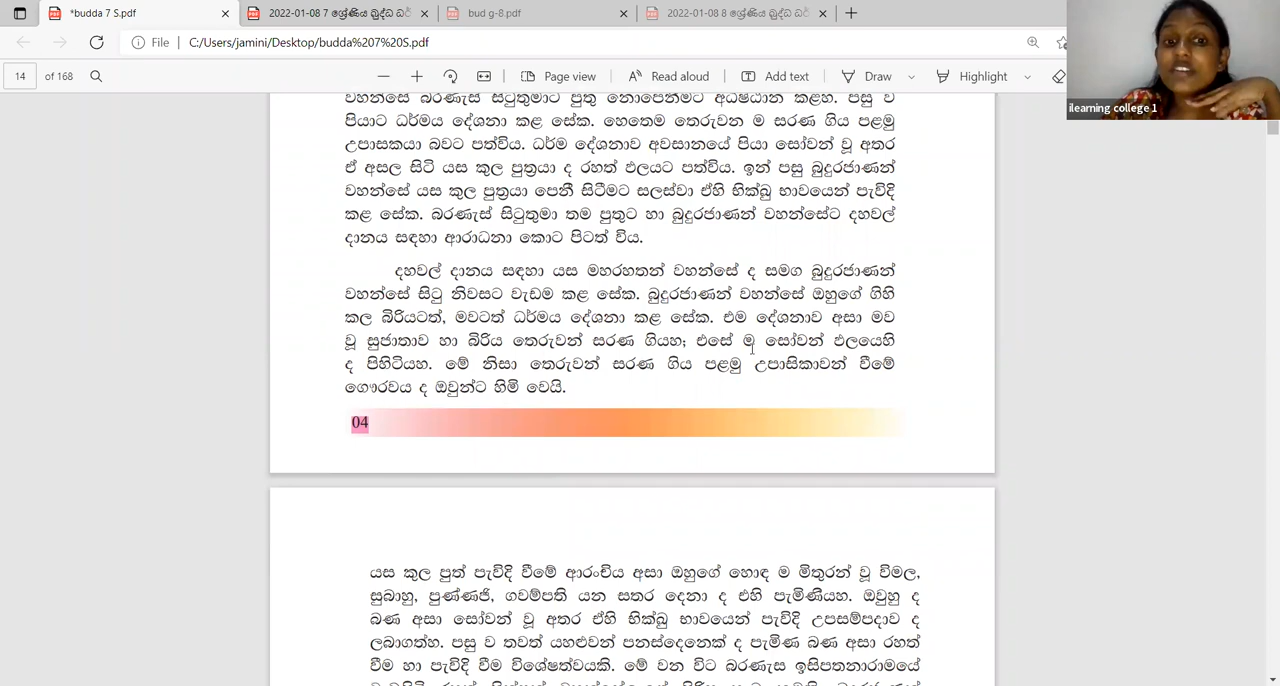 *budda 7 S.pdf
2022-01-08 7 ශ්‍රේණිය බුද්ධ ධර්
bud g-8.pdf
2022-01-08 8 ශ්‍රේණිය බුද්ධ ධර්
File C:/Users/jamini/Desktop/budda%207%20S.pdf
14 of 168 Page view Read aloud Add text Draw Highlight
ilearning college 1
වහන්සේ බරණැස් සිටුතුමාට පුතු නොපෙනීමට අධිෂ්ඨාන කළහ. පසු ව
පියාට ධර්ම දේශනා කළ සේක. හෙතෙම තෙරුවන ම සරණ ගිය පළමු
උපාසකයා බවට පත්විය. ධර්ම දේශනාව අවසානයේ පියා සෝවන් වූ අතර
ඒ අසල සිටි යස කුල පුත්‍රයා ද රහත් ඵලයට පත්විය. ඉන් පසු බුදුරජාණන්
වහන්සේ යස කුල පුත්‍රයා පෙනී සිටීමට සලස්වා ඒහි භික්ඛු භාවයෙන් පැවිදි
කළ සේක. බරණැස් සිටුතුමා තම පුතුට හා බුදුරජාණන් වහන්සේට දහවල්
දානය සඳහා ආරාධනා කොට පිටත් විය.
දහවල් දානය සඳහා යස මහරහතන් වහන්සේ ද සමග බුදුරජාණන්
වහන්සේ සිටු නිවසට වැඩම කළ සේක. බුදුරජාණන් වහන්සේ ඔහුගේ ගිහි
කල බිරියටත්, මවටත් ධර්මය දේශනා කළ සේක. එම දේශනාව අසා මව
වූ සුජාතාව හා බිරිය තෙරුවන් සරණ ගියහ; එසේ ම සෝවන් ඵලයෙහි
ද පිහිටියහ. මේ නිසා තෙරුවන් සරණ ගිය පළමු උපාසිකාවන් වීමේ
ගෞරවය ද ඔවුන්ට හිමි වෙයි.
04
යස කුල පුත් පැවිදි වීමේ ආරංචිය අසා ඔහුගේ හොඳ ම මිතුරන් වූ විමල,
සුබාහු, පුණ්ණජි, ගවම්පති යන සතර දෙනා ද එහි පැමිණියහ. ඔවුහු ද
බණ අසා සෝවන් වූ අතර ඒහි භික්ඛු භාවයෙන් පැවිදි උපසම්පදාව ද
ලබාගත්හ. පසු ව තවත් යහළුවන් පනස්දෙනෙක් ද පැමිණ බණ අසා රහත්
වීම හා පැවිදි වීම විශේෂත්වයකි. මේ වන විට බරණැස ඉසිපතනාරාමයේ